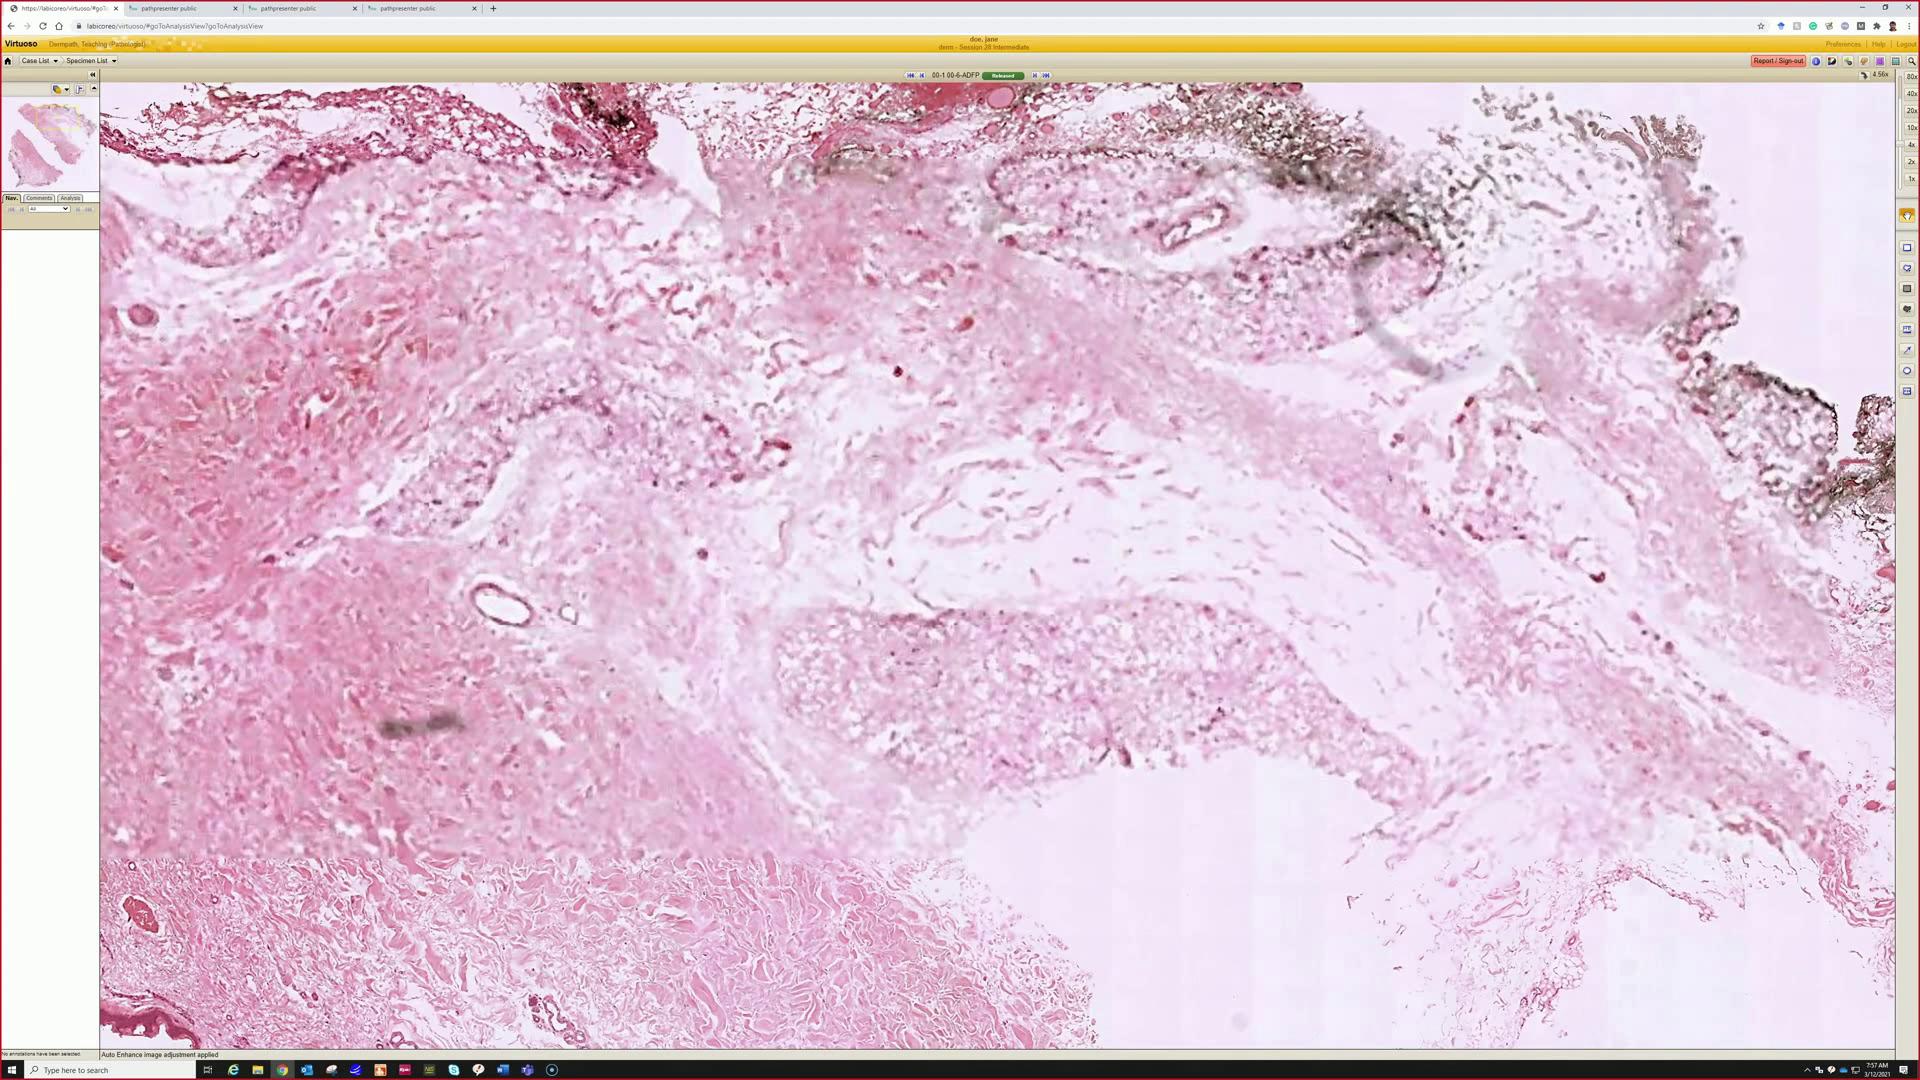 https://labicoreo/virtuoso/#goTo
pathpresenter public
pathpresenter public
pathpresenter public
labicoreo/virtuoso/#goToAnalysisView?goToAnalysisView
Virtuoso
Dermpath, Teaching (Pathologist)
doe, jane
derm - Session 28 Intermediate
Preferences
Help
Logout
Case List
Specimen List
Report / Sign-out
00-1 00-6-ADFP
Released
4.56x
80x
40x
20x
10x
4x
2x
1x
Nav.
Comments
Analysis
All
No annotations have been selected.
Auto Enhance image adjustment applied
Type here to search
7:57 AM
3/12/2021